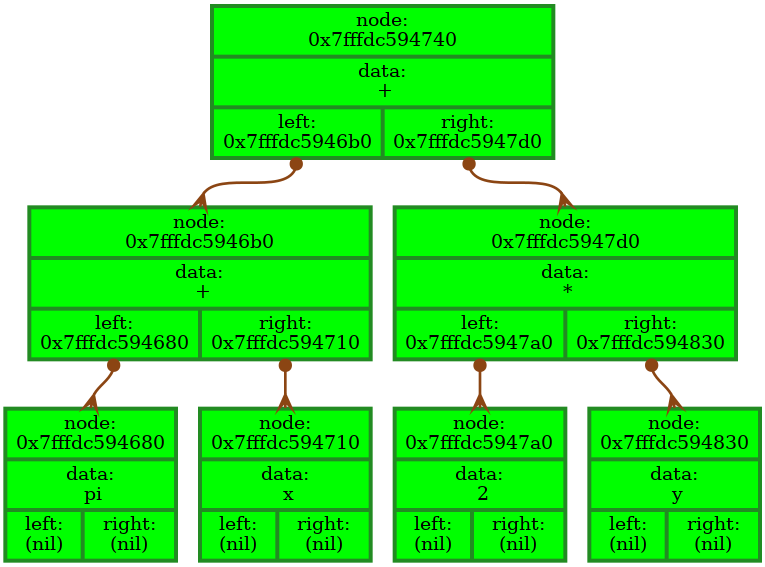 node:
0x7fffdc594740
data:
+
left:
0x7fffdc5946b0
right:
0x7fffdc5947d0
node:
0x7fffdc5946b0
data:
+
left:
0x7fffdc594680
right:
0x7fffdc594710
node:
0x7fffdc5947d0
data:
*
left:
0x7fffdc5947a0
right:
0x7fffdc594830
node:
0x7fffdc594680
data:
pi
left:
(nil)
right:
(nil)
node:
0x7fffdc594710
data:
x
left:
(nil)
right:
(nil)
node:
0x7fffdc5947a0
data:
2
left:
(nil)
right:
(nil)
node:
0x7fffdc594830
data:
y
left:
(nil)
right:
(nil)